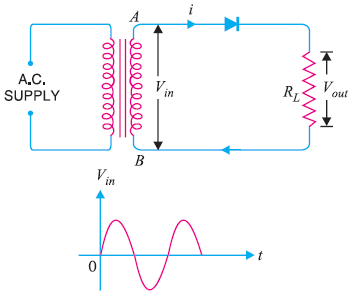 A
i
A.C.
SUPPLY
V_in
R_L
V_out
B
V_in
0
t